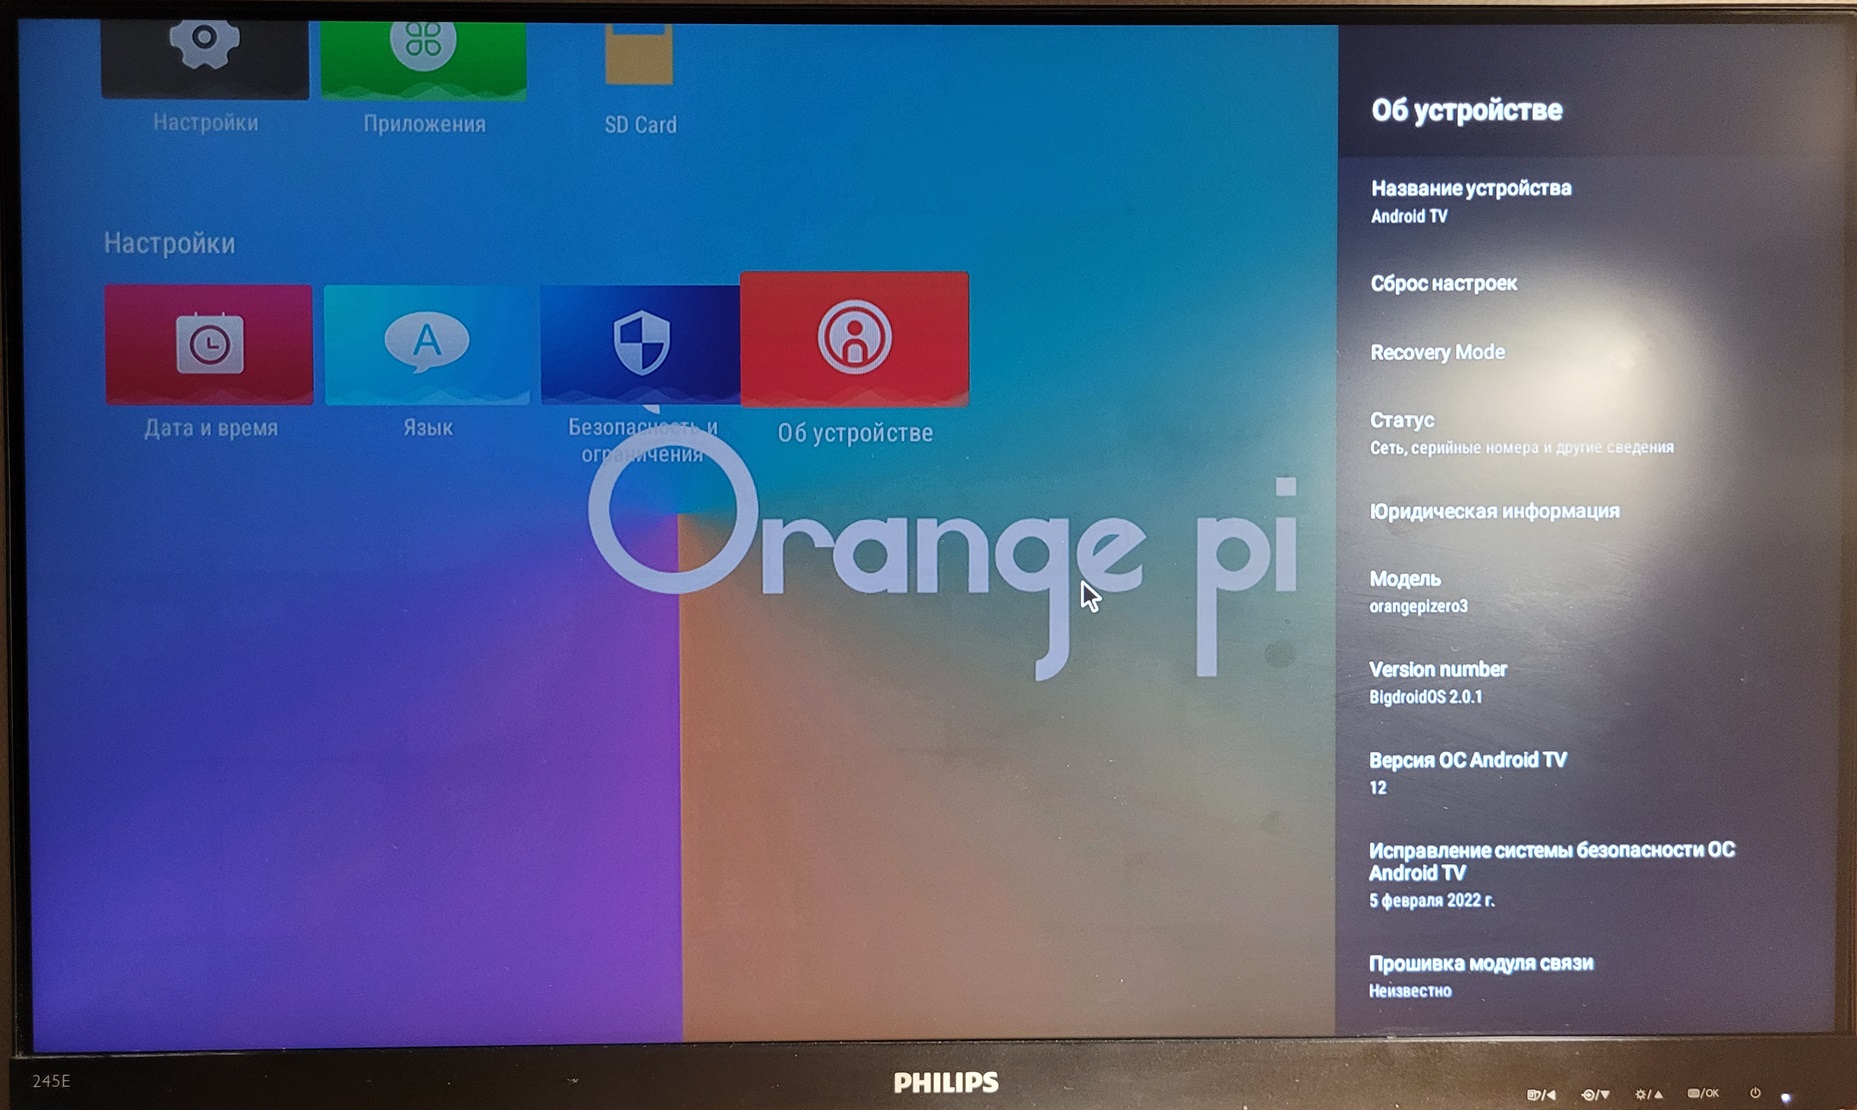 Настройки
Приложения
SD Card
Настройки
A
Дата и время
Язык
Безопасность и
ограничения
Об устройстве
Orange pi
Об устройстве
Название устройства
Android TV
Сброс настроек
Recovery Mode
Статус
Сеть, серийные номера и другие сведения
Юридическая информация
Модель
orangepizero3
Version number
BigdroidOS 2.0.1
Версия ОС Android TV
12
Исправление системы безопасности ОС
Android TV
5 февраля 2022 г.
Прошивка модуля связи
Неизвестно
245E
PHILIPS
/OK